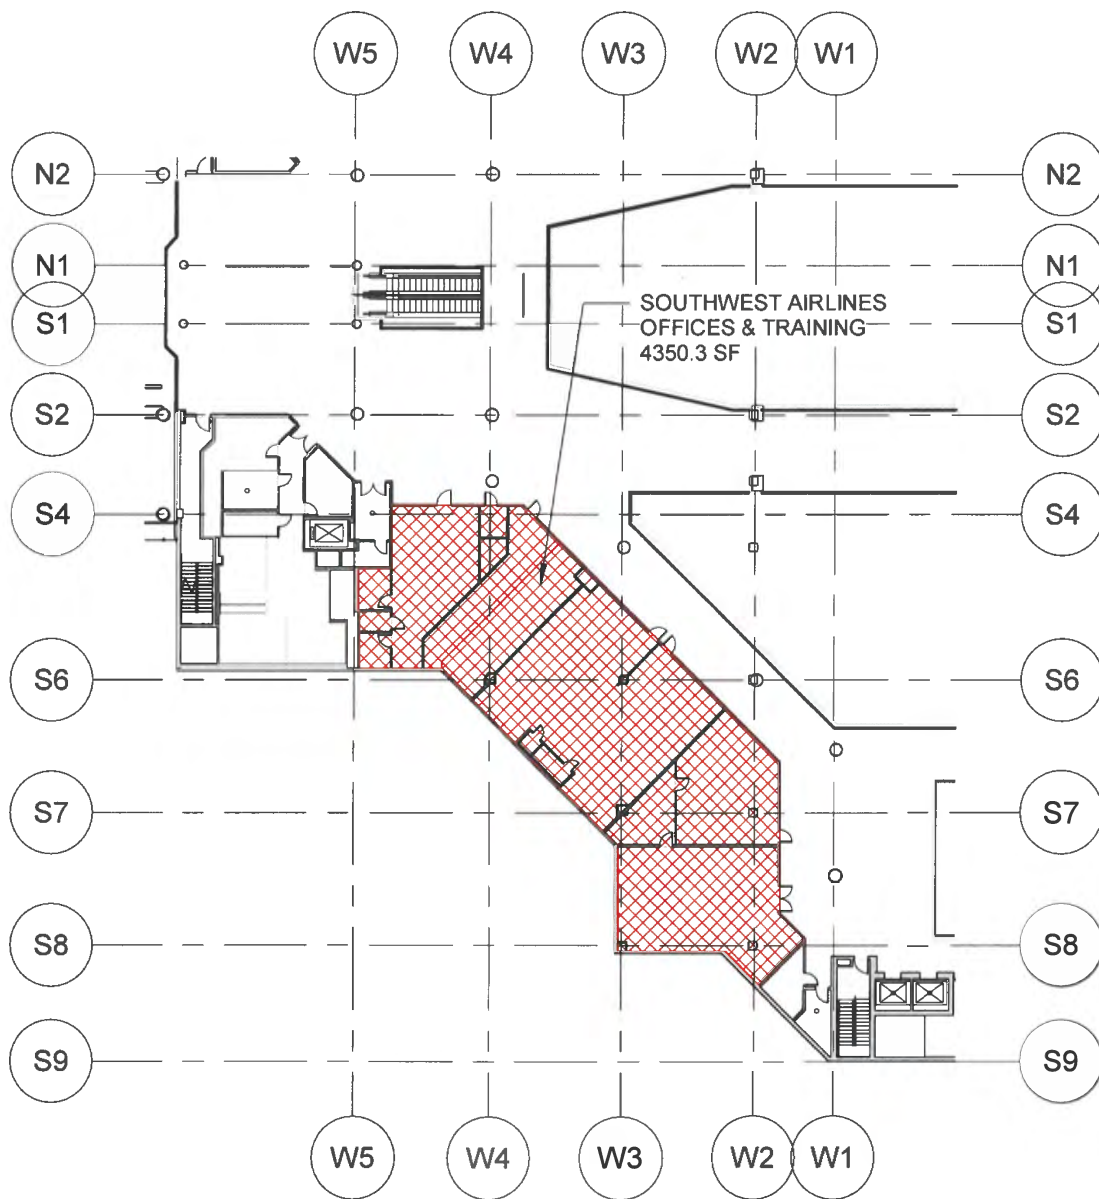 W5 W4 W3 W2 W1
N2 N2
N1 N1
S1 S1
SOUTHWEST AIRLINES
OFFICES & TRAINING
4350.3 SF
S2 S2
S4 S4
S6 S6
S7 S7
S8 S8
S9 S9
W5 W4 W3 W2 W1